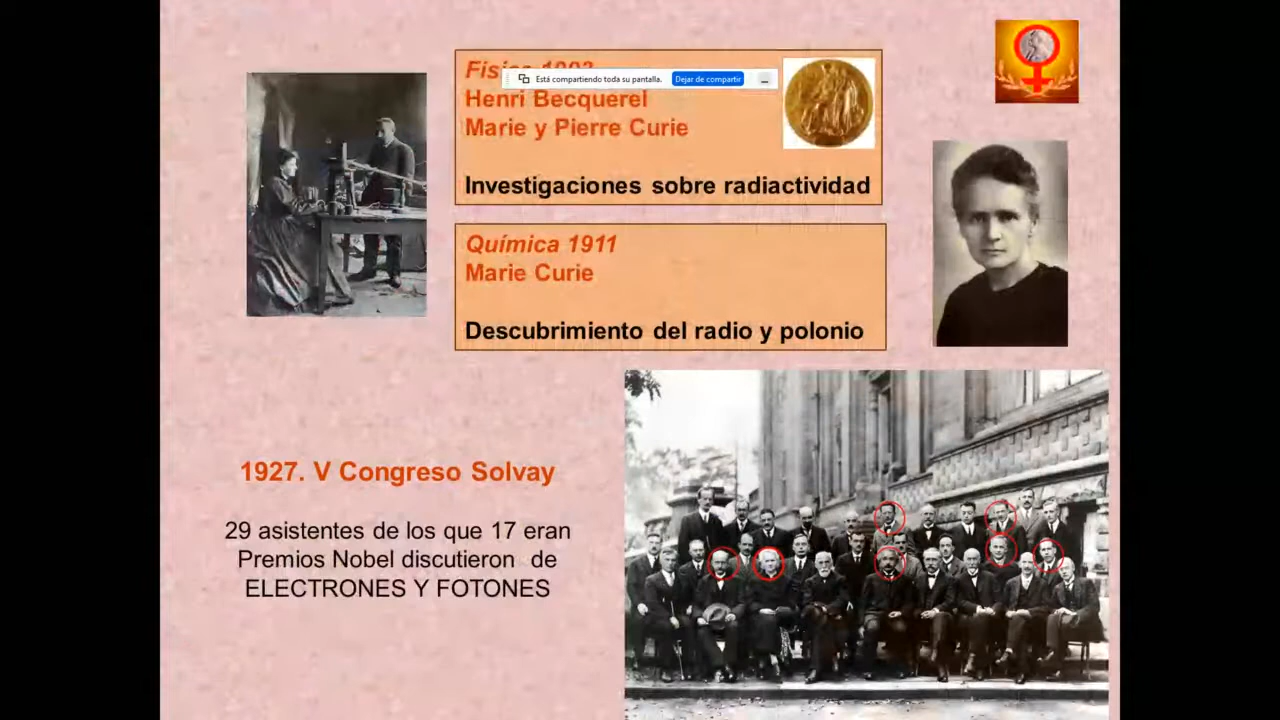 Está compartiendo toda su pantalla. Dejar de compartir
Henri Becquerel
Marie y Pierre Curie
Investigaciones sobre radiactividad
Química 1911
Marie Curie
Descubrimiento del radio y polonio
1927. V Congreso Solvay
29 asistentes de los que 17 eran
Premios Nobel discutieron de
ELECTRONES Y FOTONES